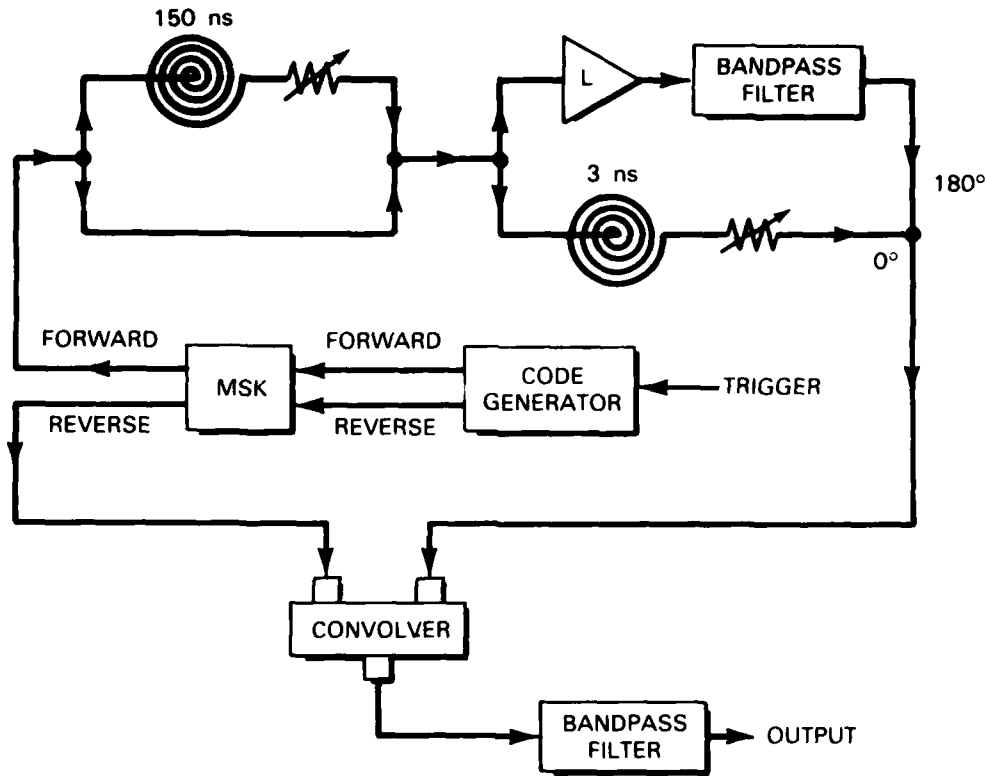 150 ns
L
BANDPASS
FILTER
3 ns
180°
0°
FORWARD
FORWARD
MSK
CODE
GENERATOR
TRIGGER
REVERSE
REVERSE
CONVOLVER
BANDPASS
FILTER
OUTPUT